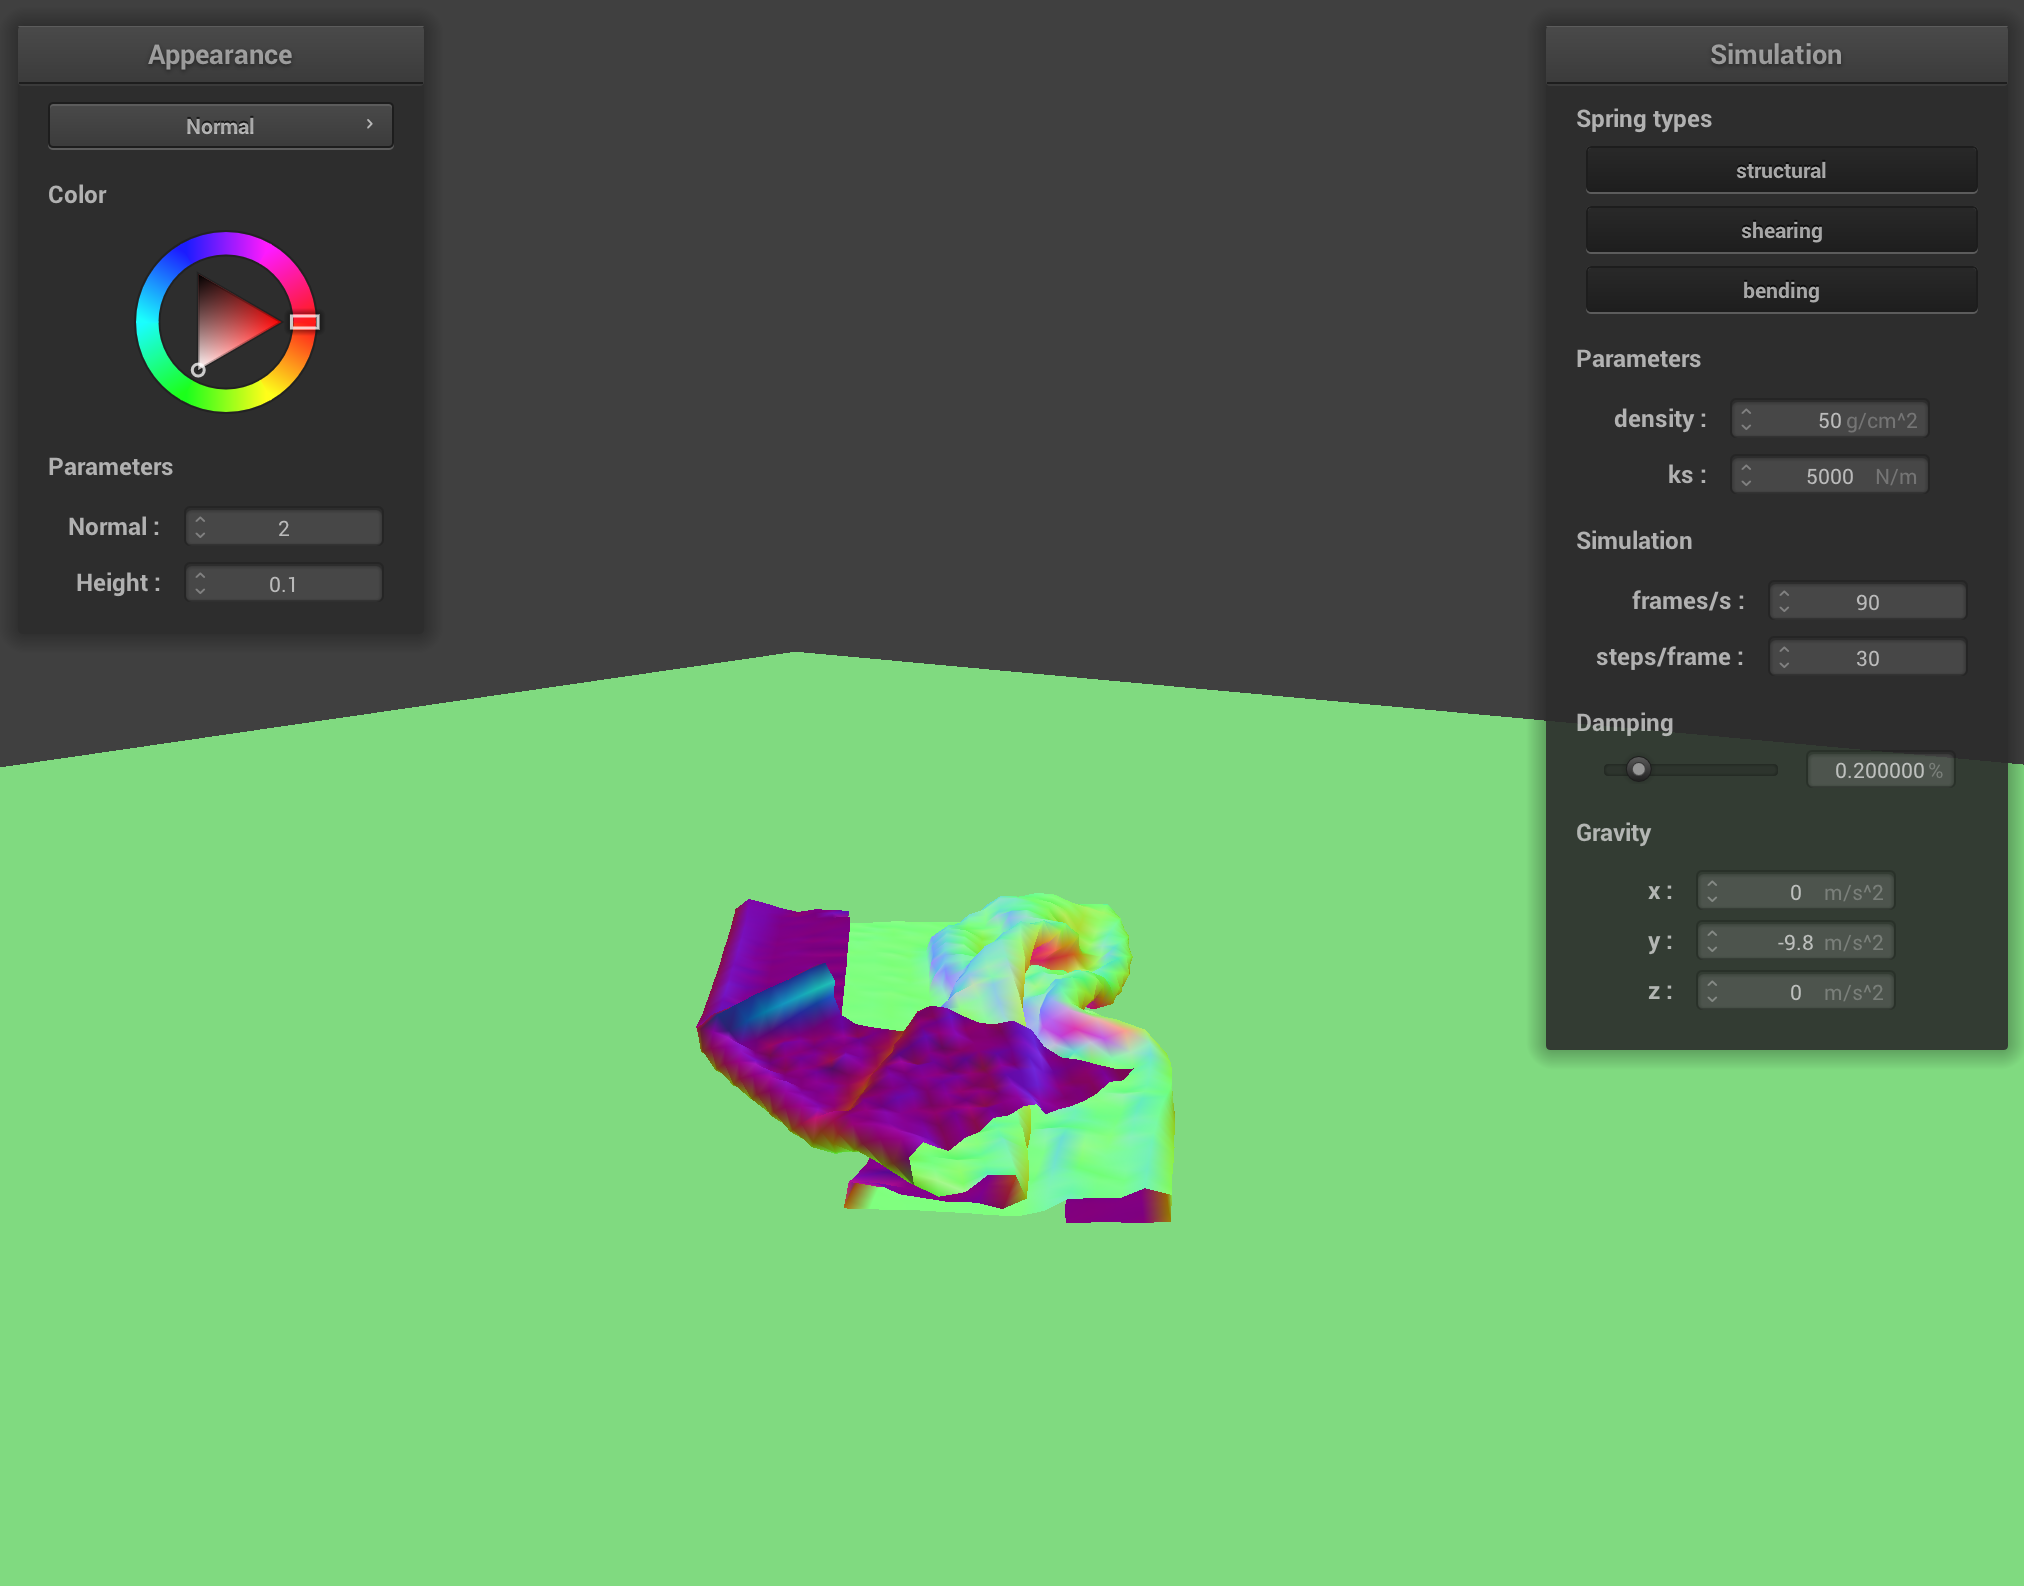 Appearance
Normal
Color
Parameters
Normal : 2
Height : 0.1
Simulation
Spring types
structural
shearing
bending
Parameters
density : 50 g/cm^2
ks : 5000 N/m
Simulation
frames/s : 90
steps/frame : 30
Damping
0.200000 %
Gravity
x : 0 m/s^2
y : -9.8 m/s^2
z : 0 m/s^2